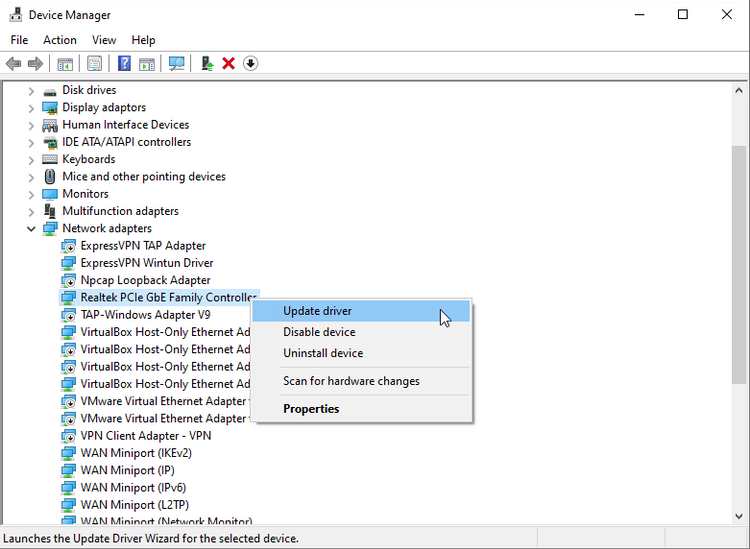 Device Manager
File Action View Help
Disk drives
Display adaptors
Human Interface Devices
IDE ATA/ATAPI controllers
Keyboards
Mice and other pointing devices
Monitors
Multifunction adapters
Network adapters
ExpressVPN TAP Adapter
ExpressVPN Wintun Driver
Npcap Loopback Adapter
Realtek PCIe GbE Family Controller
Update driver
TAP-Windows Adapter V9
VirtualBox Host-Only Ethernet Ad
Disable device
VirtualBox Host-Only Ethernet Ad
Uninstall device
VirtualBox Host-Only Ethernet Ad
VirtualBox Host-Only Ethernet Ad
Scan for hardware changes
VMware Virtual Ethernet Adapter
Properties
VMware Virtual Ethernet Adapter
VPN Client Adapter - VPN
WAN Miniport (IKEv2)
WAN Miniport (IP)
WAN Miniport (IPv6)
WAN Miniport (L2TP)
WAN Miniport (Network Monitor)
Launches the Update Driver Wizard for the selected device.